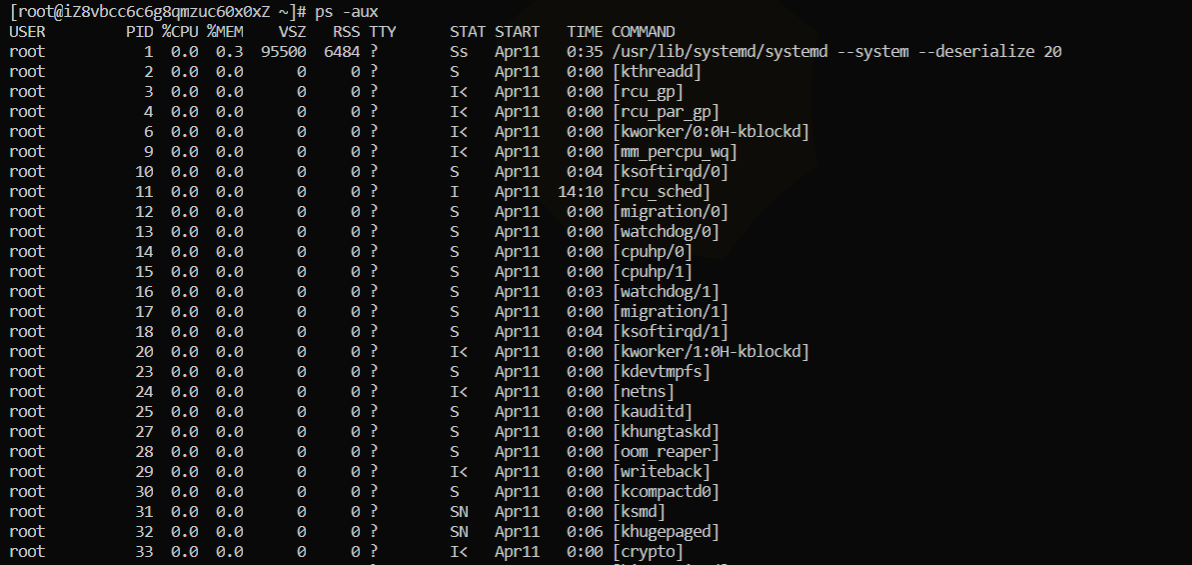 [root@iZ8vbcc6c6g8qmzuc60x0xZ ~]# ps -aux
USER PID %CPU %MEM VSZ RSS TTY STAT START TIME COMMAND
root 1 0.0 0.3 95500 6484 ? Ss Apr11 0:35 /usr/lib/systemd/systemd --system --deserialize 20
root 2 0.0 0.0 0 0 ? S Apr11 0:00 [kthreadd]
root 3 0.0 0.0 0 0 ? I< Apr11 0:00 [rcu_gp]
root 4 0.0 0.0 0 0 ? I< Apr11 0:00 [rcu_par_gp]
root 6 0.0 0.0 0 0 ? I< Apr11 0:00 [kworker/0:0H-kblockd]
root 9 0.0 0.0 0 0 ? I< Apr11 0:00 [mm_percpu_wq]
root 10 0.0 0.0 0 0 ? S Apr11 0:04 [ksoftirqd/0]
root 11 0.0 0.0 0 0 ? I Apr11 14:10 [rcu_sched]
root 12 0.0 0.0 0 0 ? S Apr11 0:00 [migration/0]
root 13 0.0 0.0 0 0 ? S Apr11 0:00 [watchdog/0]
root 14 0.0 0.0 0 0 ? S Apr11 0:00 [cpuhp/0]
root 15 0.0 0.0 0 0 ? S Apr11 0:00 [cpuhp/1]
root 16 0.0 0.0 0 0 ? S Apr11 0:03 [watchdog/1]
root 17 0.0 0.0 0 0 ? S Apr11 0:00 [migration/1]
root 18 0.0 0.0 0 0 ? S Apr11 0:04 [ksoftirqd/1]
root 20 0.0 0.0 0 0 ? I< Apr11 0:00 [kworker/1:0H-kblockd]
root 23 0.0 0.0 0 0 ? S Apr11 0:00 [kdevtmpfs]
root 24 0.0 0.0 0 0 ? I< Apr11 0:00 [netns]
root 25 0.0 0.0 0 0 ? S Apr11 0:00 [kauditd]
root 27 0.0 0.0 0 0 ? S Apr11 0:00 [khungtaskd]
root 28 0.0 0.0 0 0 ? S Apr11 0:00 [oom_reaper]
root 29 0.0 0.0 0 0 ? I< Apr11 0:00 [writeback]
root 30 0.0 0.0 0 0 ? S Apr11 0:00 [kcompactd0]
root 31 0.0 0.0 0 0 ? SN Apr11 0:00 [ksmd]
root 32 0.0 0.0 0 0 ? SN Apr11 0:06 [khugepaged]
root 33 0.0 0.0 0 0 ? I< Apr11 0:00 [crypto]